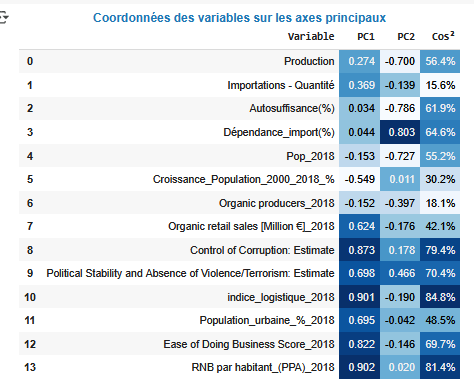 Coordonnées des variables sur les axes principaux
Variable PC1 PC2 Cos²
0 Production 0.274 -0.700 56.4%
1 Importations - Quantité 0.369 -0.139 15.6%
2 Autosuffisance(%) 0.034 -0.786 61.9%
3 Dépendance_import(%) 0.044 0.803 64.6%
4 Pop_2018 -0.153 -0.727 55.2%
5 Croissance_Population_2000_2018_% -0.549 0.011 30.2%
6 Organic producers_2018 -0.152 -0.397 18.1%
7 Organic retail sales [Million €]_2018 0.624 -0.176 42.1%
8 Control of Corruption: Estimate 0.873 0.178 79.4%
9 Political Stability and Absence of Violence/Terrorism: Estimate 0.698 0.466 70.4%
10 indice_logistique_2018 0.901 -0.190 84.8%
11 Population_urbaine_%_2018 0.695 -0.042 48.5%
12 Ease of Doing Business Score_2018 0.822 -0.146 69.7%
13 RNB par habitant_(PPA)_2018 0.902 0.020 81.4%